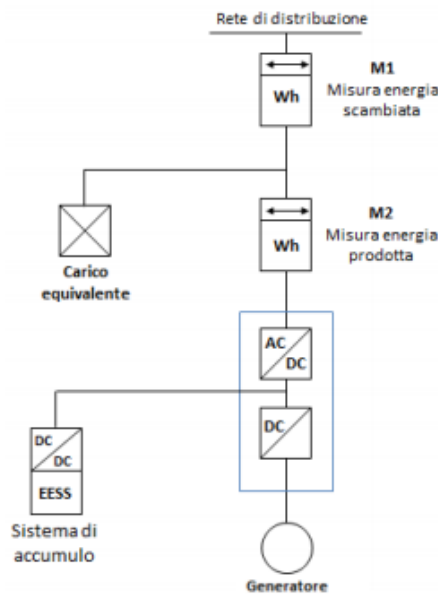 Rete di distribuzione
M1
Wh
Misura energia
scambiata
M2
Wh
Misura energia
prodotta
Carico
equivalente
AC
DC
DC
DC
DC
EESS
Sistema di
accumulo
Generatore